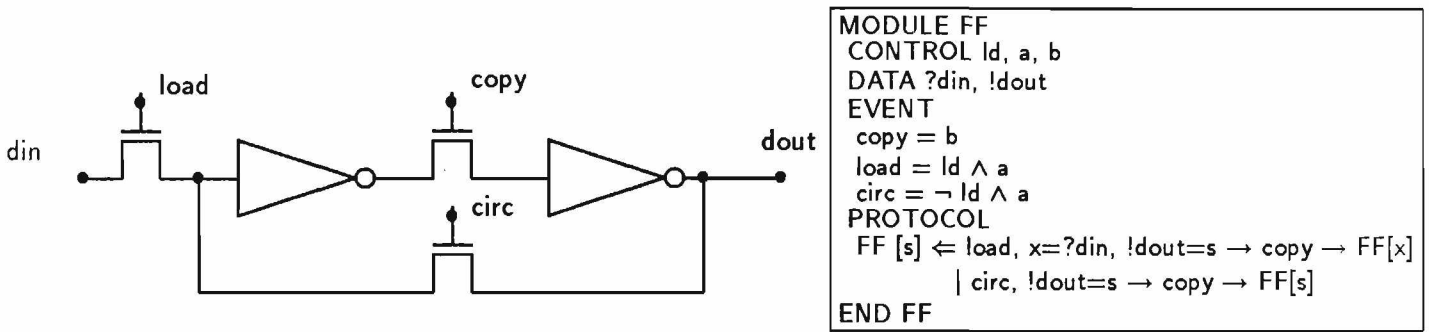 load
copy
din
dout
circ
MODULE FF
CONTROL ld, a, b
DATA ?din, !dout
EVENT
copy = b
load = ld ∧ a
circ = ¬ ld ∧ a
PROTOCOL
FF [s] ⇐ load, x=?din, !dout=s → copy → FF[x]
| circ, !dout=s → copy → FF[s]
END FF